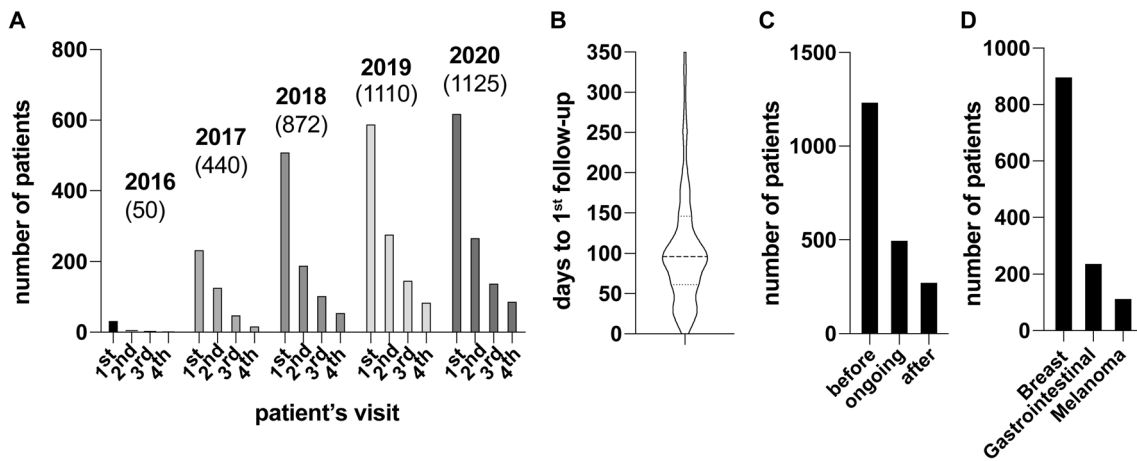 A
number of patients
800
600
400
200
0
2016
(50)
2017
(440)
2018
(872)
2019
(1110)
2020
(1125)
1st 2nd 3rd 4th 1st 2nd 3rd 4th 1st 2nd 3rd 4th 1st 2nd 3rd 4th 1st 2nd 3rd 4th
patient's visit
B
days to 1st follow-up
350
300
250
200
150
100
50
0
C
number of patients
1500
1000
500
0
before
ongoing
after
D
number of patients
1000
800
600
400
200
0
Breast
Gastrointestinal
Melanoma